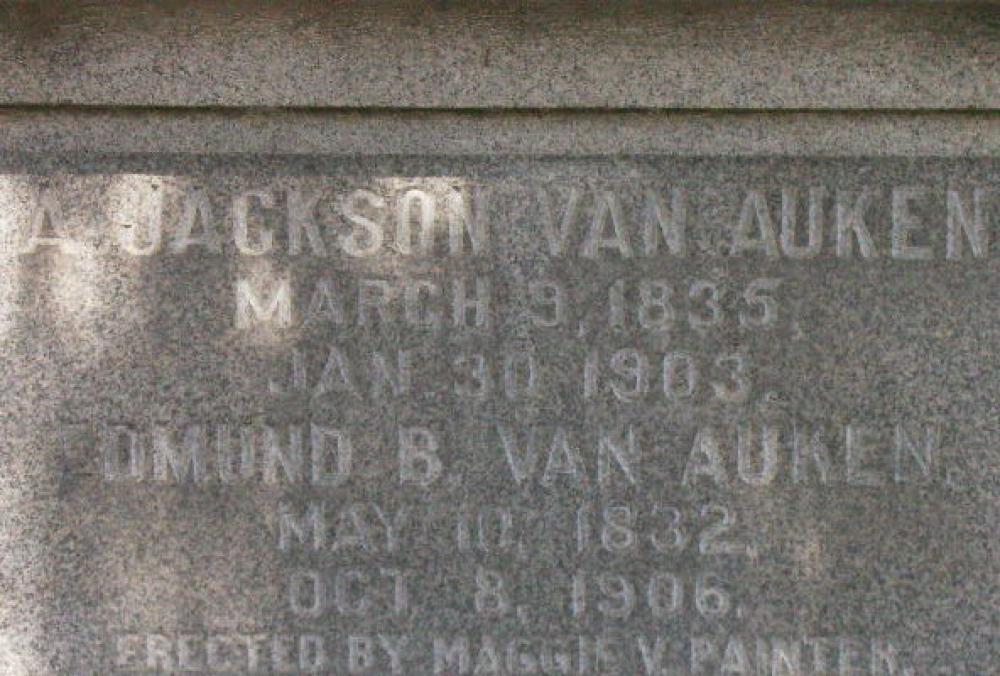 A. JACKSON VAN AUKEN
MARCH 9, 1835,
JAN. 30, 1903.
EDMUND B. VAN AUKEN.
MAY 10, 1832,
OCT. 8, 1906.
ERECTED BY MAGGIE V. PAINTER.